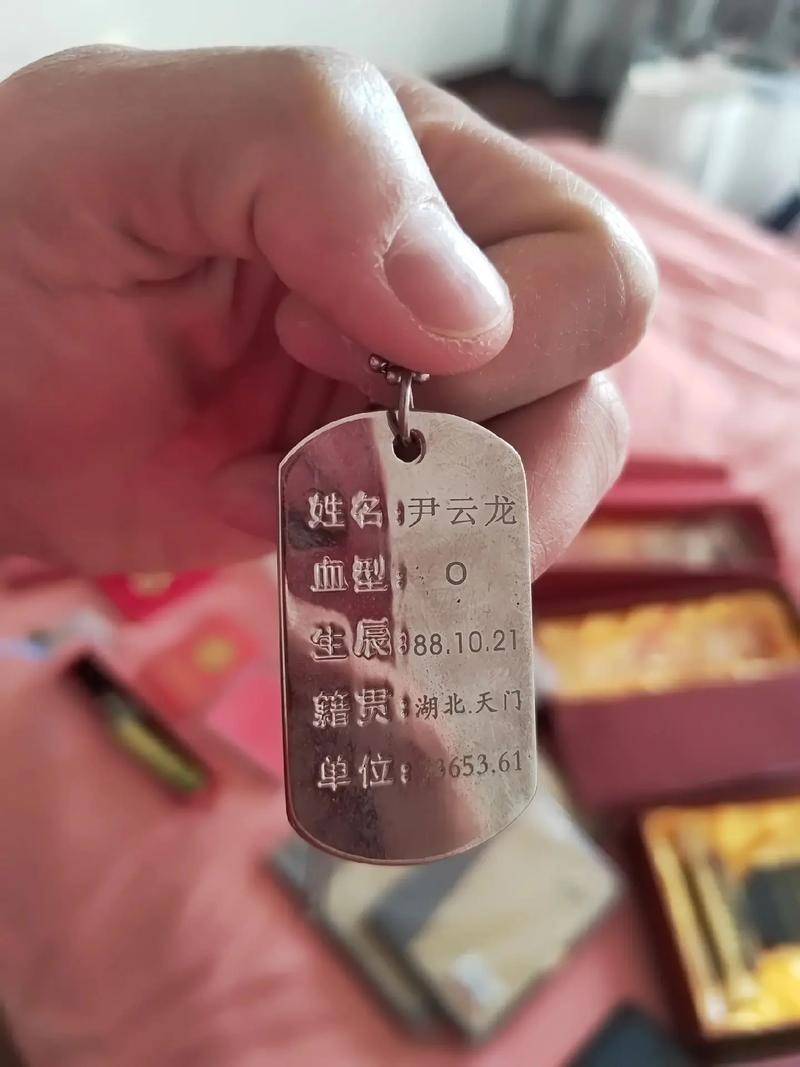 姓名:尹云龙
血型: O
生辰:88.10.21
籍贯:湖北.天门
单位: 3653.61